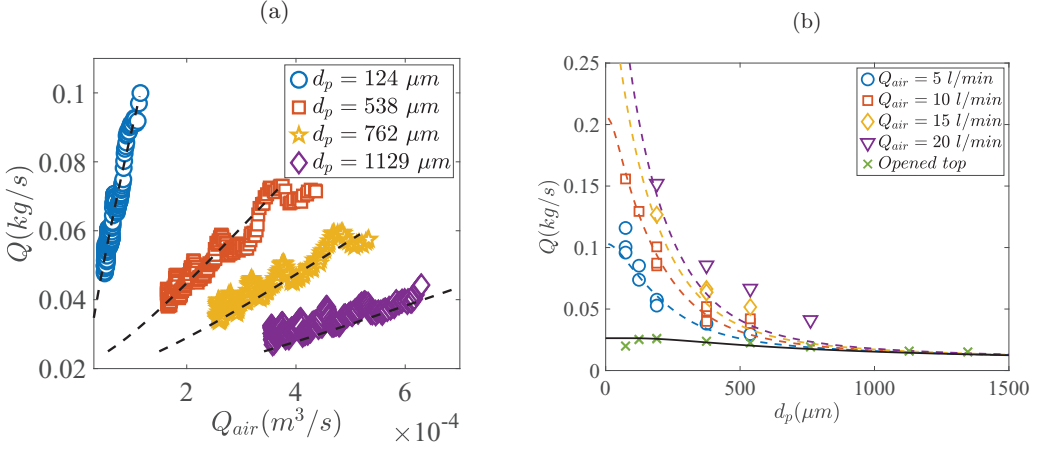 (a)
Q(kg/s)
0.1
0.08
0.06
0.04
0.02
d_p = 124 μm
d_p = 538 μm
d_p = 762 μm
d_p = 1129 μm
2 4 6
Q_air(m³/s)
×10⁻⁴
(b)
Q(kg/s)
0.25
0.2
0.15
0.1
0.05
0
Q_air = 5 l/min
Q_air = 10 l/min
Q_air = 15 l/min
Q_air = 20 l/min
Opened top
0 500 1000 1500
d_p(μm)